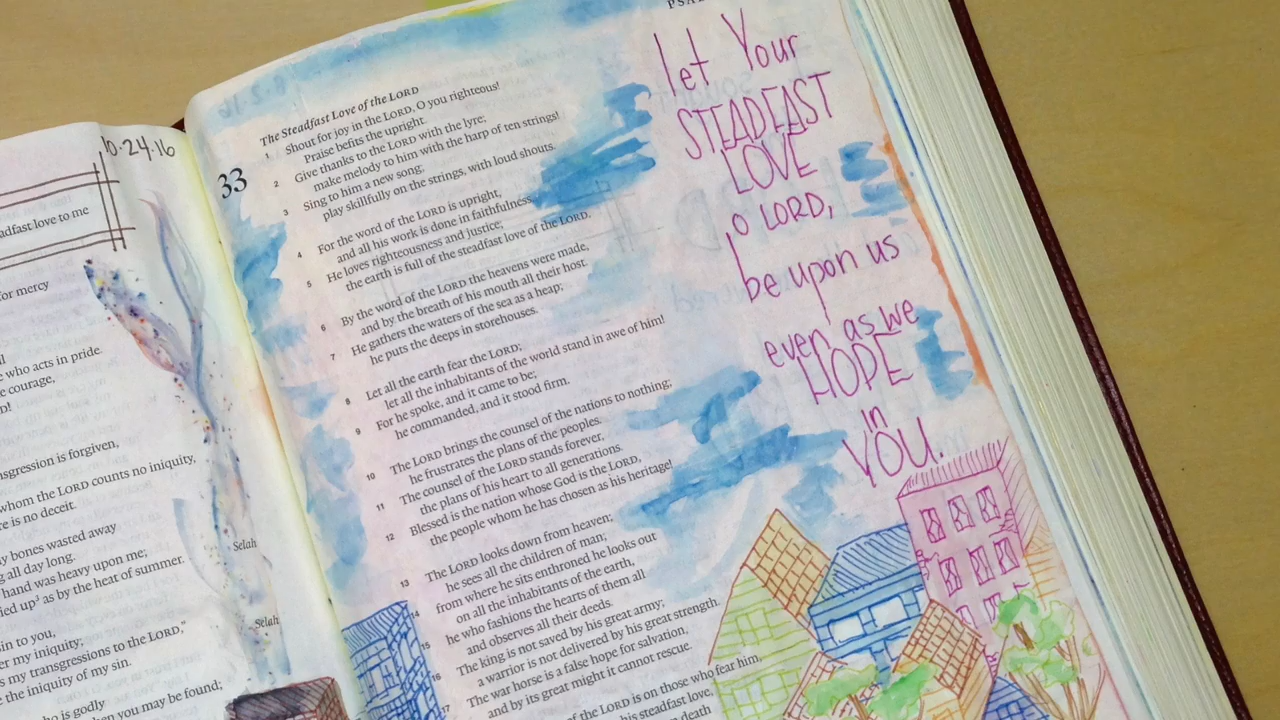 10.24.16
adfast love to me
for mercy
who acts in pride.
e courage,
nsgression is forgiven,
whom the LORD counts no iniquity,
re is no deceit.
y bones wasted away
g all day long.
hand was heavy upon me;
ied up³ as by the heat of summer.
Selah
sin to you,
er my iniquity;
s my transgressions to the LORD,"
e the iniquity of my sin.
Selah
ho is godly
hen you may be found;
PSA
The Steadfast Love of the LORD
33
1 Shout for joy in the LORD, O you righteous!
Praise befits the upright.
2 Give thanks to the LORD with the lyre;
make melody to him with the harp of ten strings!
3 Sing to him a new song;
play skillfully on the strings, with loud shouts.
4 For the word of the LORD is upright,
and all his work is done in faithfulness.
5 He loves righteousness and justice;
the earth is full of the steadfast love of the LORD.
6 By the word of the LORD the heavens were made,
and by the breath of his mouth all their host.
7 He gathers the waters of the sea as a heap;
he puts the deeps in storehouses.
8 Let all the earth fear the LORD;
let all the inhabitants of the world stand in awe of him!
9 For he spoke, and it came to be;
he commanded, and it stood firm.
10 The LORD brings the counsel of the nations to nothing;
he frustrates the plans of the peoples.
11 The counsel of the LORD stands forever,
the plans of his heart to all generations.
12 Blessed is the nation whose God is the LORD,
the people whom he has chosen as his heritage!
13 The LORD looks down from heaven;
he sees all the children of man;
14 from where he sits enthroned he looks out
on all the inhabitants of the earth,
15 he who fashions the hearts of them all
and observes all their deeds.
16 The king is not saved by his great army;
a warrior is not delivered by his great strength.
17 The war horse is a false hope for salvation,
and by its great might it cannot rescue.
of the LORD is on those who fear him,
his steadfast love,
death
let Your
STEADFAST
LOVE
O LORD,
be upon us
even as we
HOPE
in
YOU.